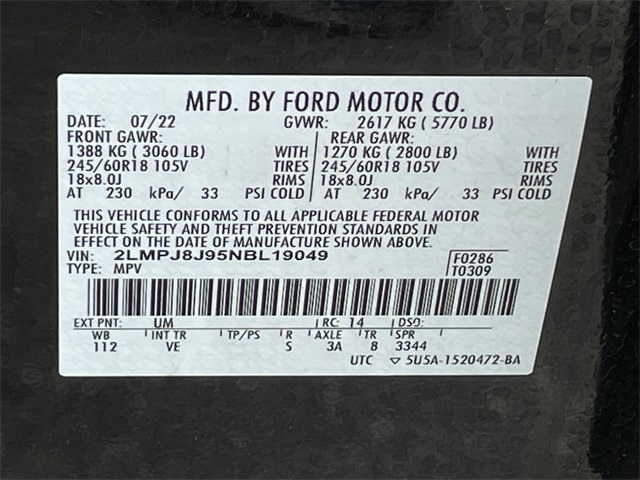 MFD. BY FORD MOTOR CO.
DATE: 07/22 GVWR: 2617 KG ( 5770 LB)
FRONT GAWR: REAR GAWR:
1388 KG ( 3060 LB) WITH 1270 KG ( 2800 LB) WITH
245/60R18 105V TIRES 245/60R18 105V TIRES
18x8.0J RIMS 18x8.0J RIMS
AT 230 kPa/ 33 PSI COLD AT 230 kPa/ 33 PSI COLD
THIS VEHICLE CONFORMS TO ALL APPLICABLE FEDERAL MOTOR
VEHICLE SAFETY AND THEFT PREVENTION STANDARDS IN
EFFECT ON THE DATE OF MANUFACTURE SHOWN ABOVE.
VIN: 2LMPJ8J95NBL19049 F0286
TYPE: MPV T0309
EXT PNT: UM RC: 14 DSO:
WB INT TR TP/PS R AXLE TR SPR
112 VE S 3A 8 3344
UTC ▽ 5U5A-1520472-BA